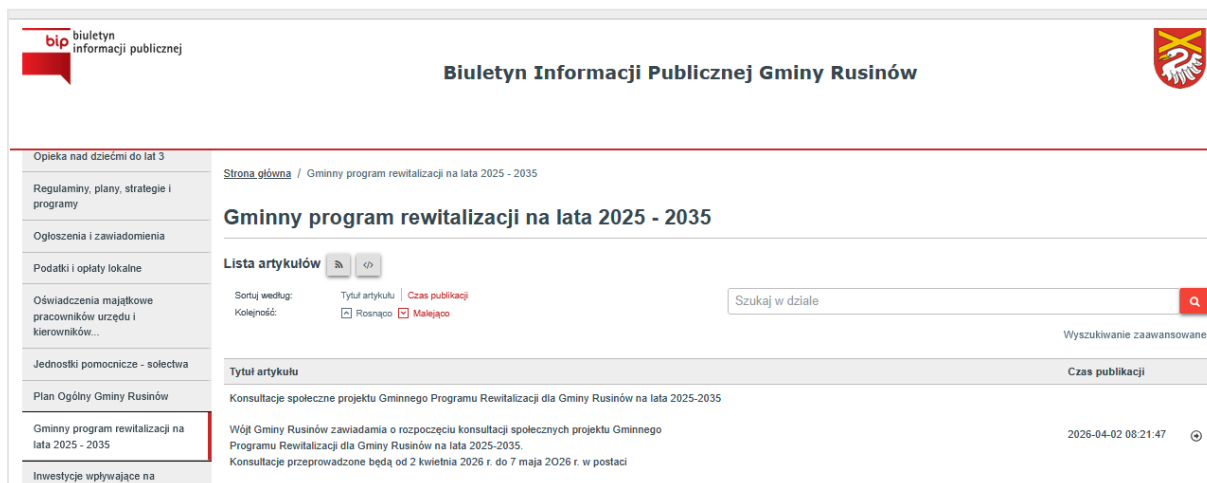 bip biuletyn
informacji publicznej
Biuletyn Informacji Publicznej Gminy Rusinów
Opieka nad dziećmi do lat 3
Regulaminy, plany, strategie i
programy
Ogłoszenia i zawiadomienia
Podatki i opłaty lokalne
Oświadczenia majątkowe
pracowników urzędu i
kierowników...
Jednostki pomocnicze - sołectwa
Plan Ogólny Gminy Rusinów
Gminny program rewitalizacji na
lata 2025 - 2035
Inwestycje wpływające na
Strona główna / Gminny program rewitalizacji na lata 2025 - 2035
Gminny program rewitalizacji na lata 2025 - 2035
Lista artykułów
Sortuj według: Tytuł artykułu | Czas publikacji
Kolejność: Rosnąco Malejąco
Szukaj w dziale
Wyszukiwanie zaawansowane
Tytuł artykułu Czas publikacji
Konsultacje społeczne projektu Gminnego Programu Rewitalizacji dla Gminy Rusinów na lata 2025-2035
Wójt Gminy Rusinów zawiadamia o rozpoczęciu konsultacji społecznych projektu Gminnego
Programu Rewitalizacji dla Gminy Rusinów na lata 2025-2035.
Konsultacje przeprowadzone będą od 2 kwietnia 2026 r. do 7 maja 2O26 r. w postaci
2026-04-02 08:21:47